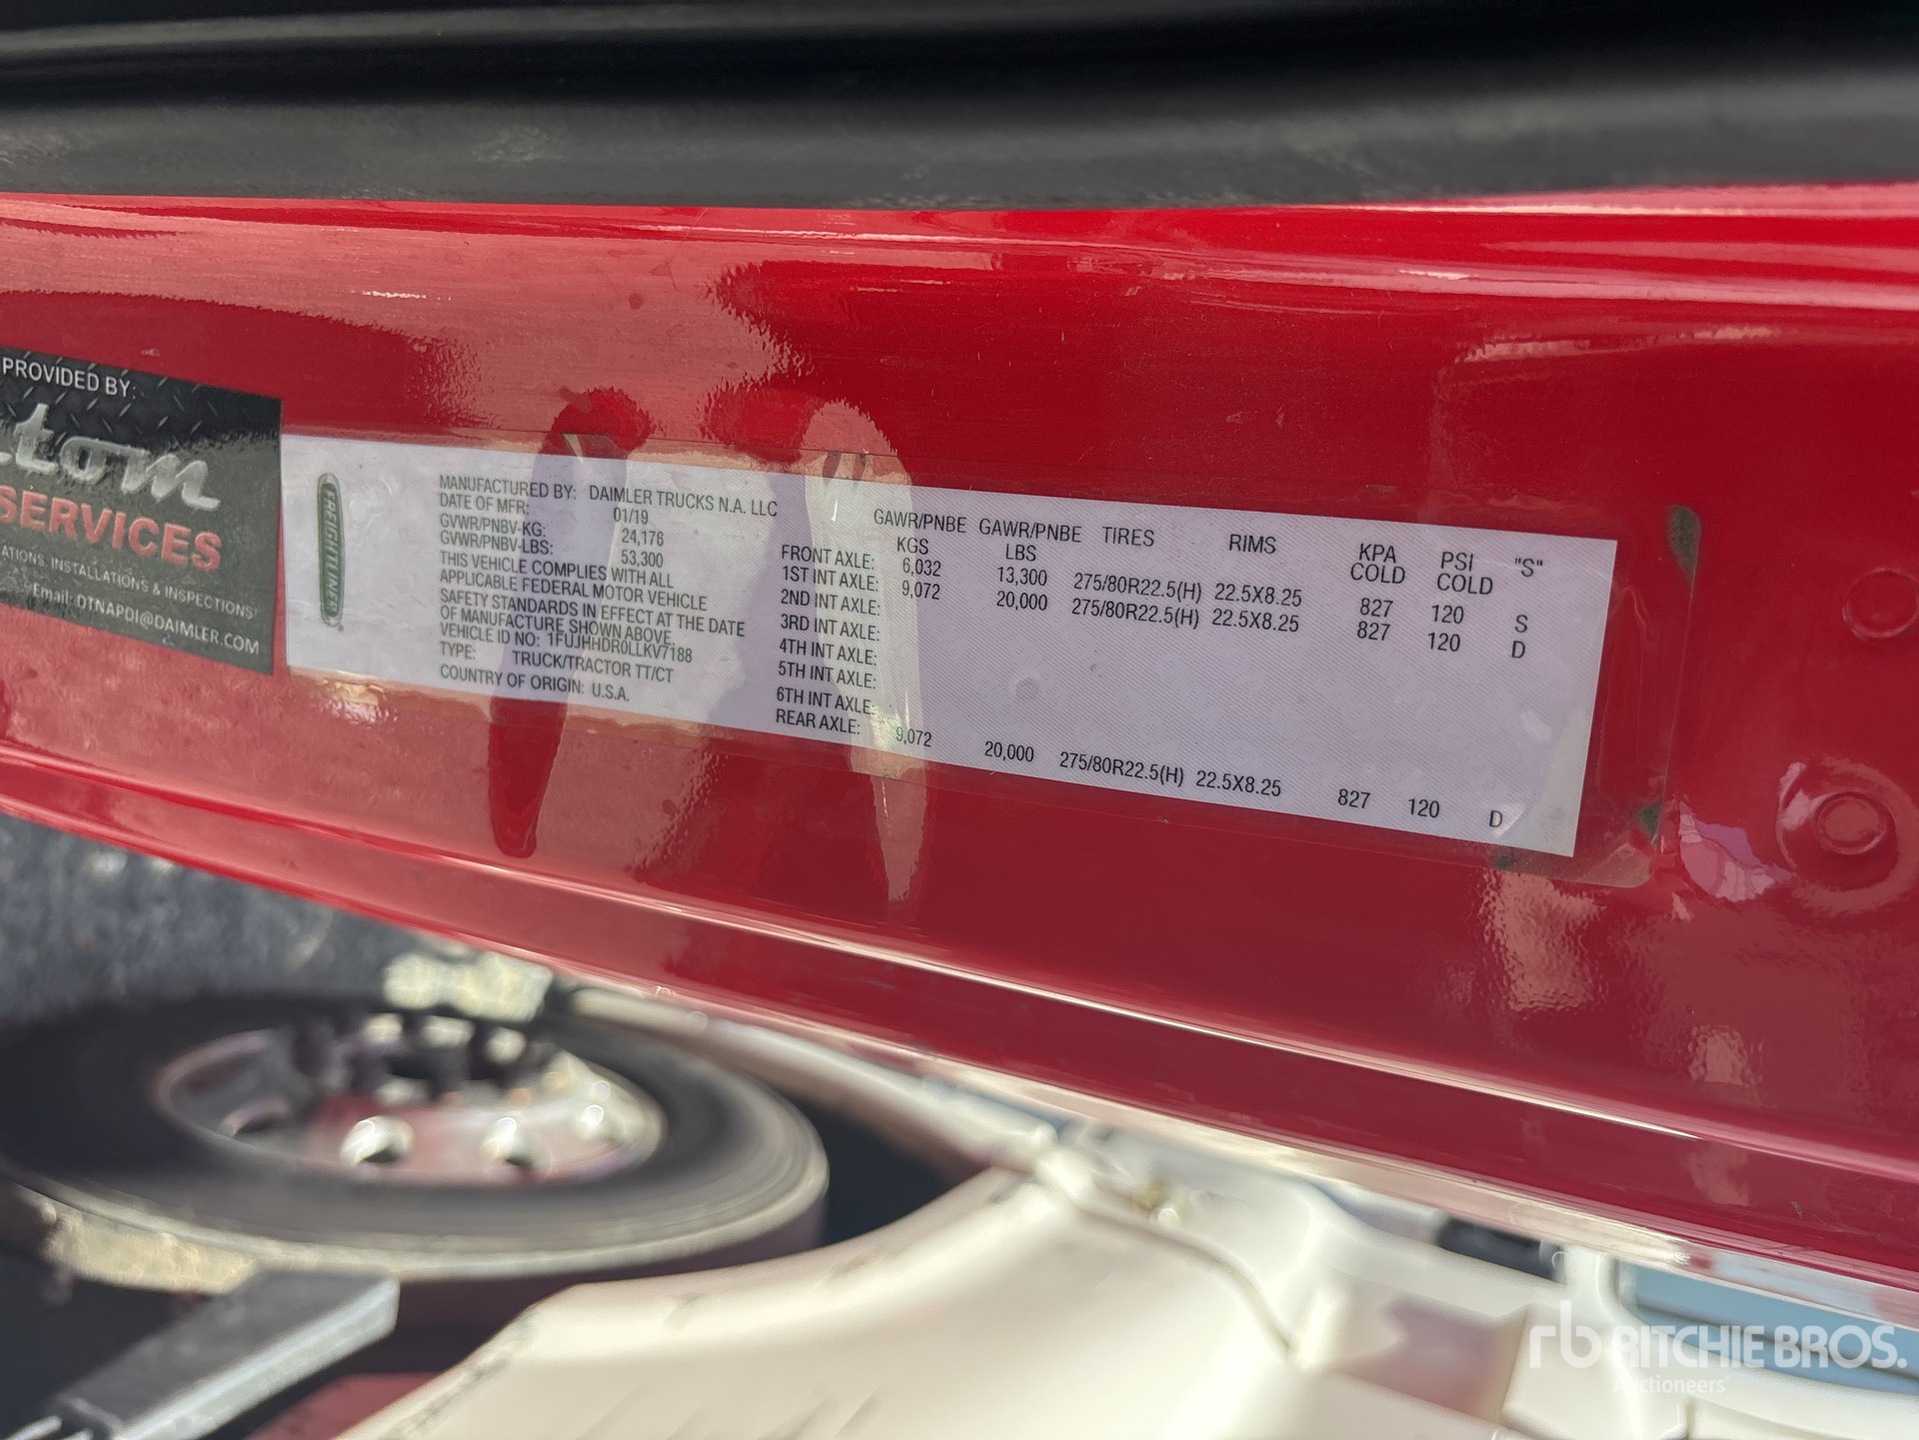 PROVIDED BY:
tom
SERVICES
ATIONS, INSTALLATIONS & INSPECTIONS'
Email: DTNAPDI@DAIMLER.COM
FREIGHTLINER
MANUFACTURED BY: DAIMLER TRUCKS N.A. LLC
DATE OF MFR: 01/19
GVWR/PNBV-KG: 24,176
GVWR/PNBV-LBS: 53,300
THIS VEHICLE COMPLIES WITH ALL
APPLICABLE FEDERAL MOTOR VEHICLE
SAFETY STANDARDS IN EFFECT AT THE DATE
OF MANUFACTURE SHOWN ABOVE.
VEHICLE ID NO: 1FUJHHDR0LLKV7188
TYPE: TRUCK/TRACTOR TT/CT
COUNTRY OF ORIGIN: U.S.A.
GAWR/PNBE GAWR/PNBE TIRES RIMS KPA PSI "S"
KGS LBS COLD COLD
FRONT AXLE: 6,032 13,300 275/80R22.5(H) 22.5X8.25 827 120 S
1ST INT AXLE: 9,072 20,000 275/80R22.5(H) 22.5X8.25 827 120 D
2ND INT AXLE:
3RD INT AXLE:
4TH INT AXLE:
5TH INT AXLE:
6TH INT AXLE:
REAR AXLE: 9,072 20,000 275/80R22.5(H) 22.5X8.25 827 120 D
rb RITCHIE BROS.
Auctioneers